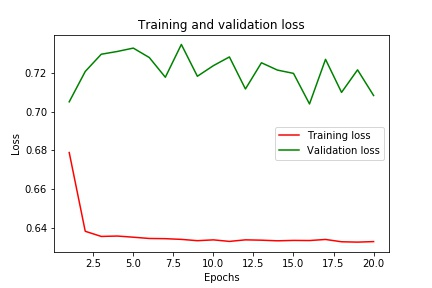 Training and validation loss
0.72
0.70
0.68
0.66
0.64
Loss
Training loss
Validation loss
2.5 5.0 7.5 10.0 12.5 15.0 17.5 20.0
Epochs